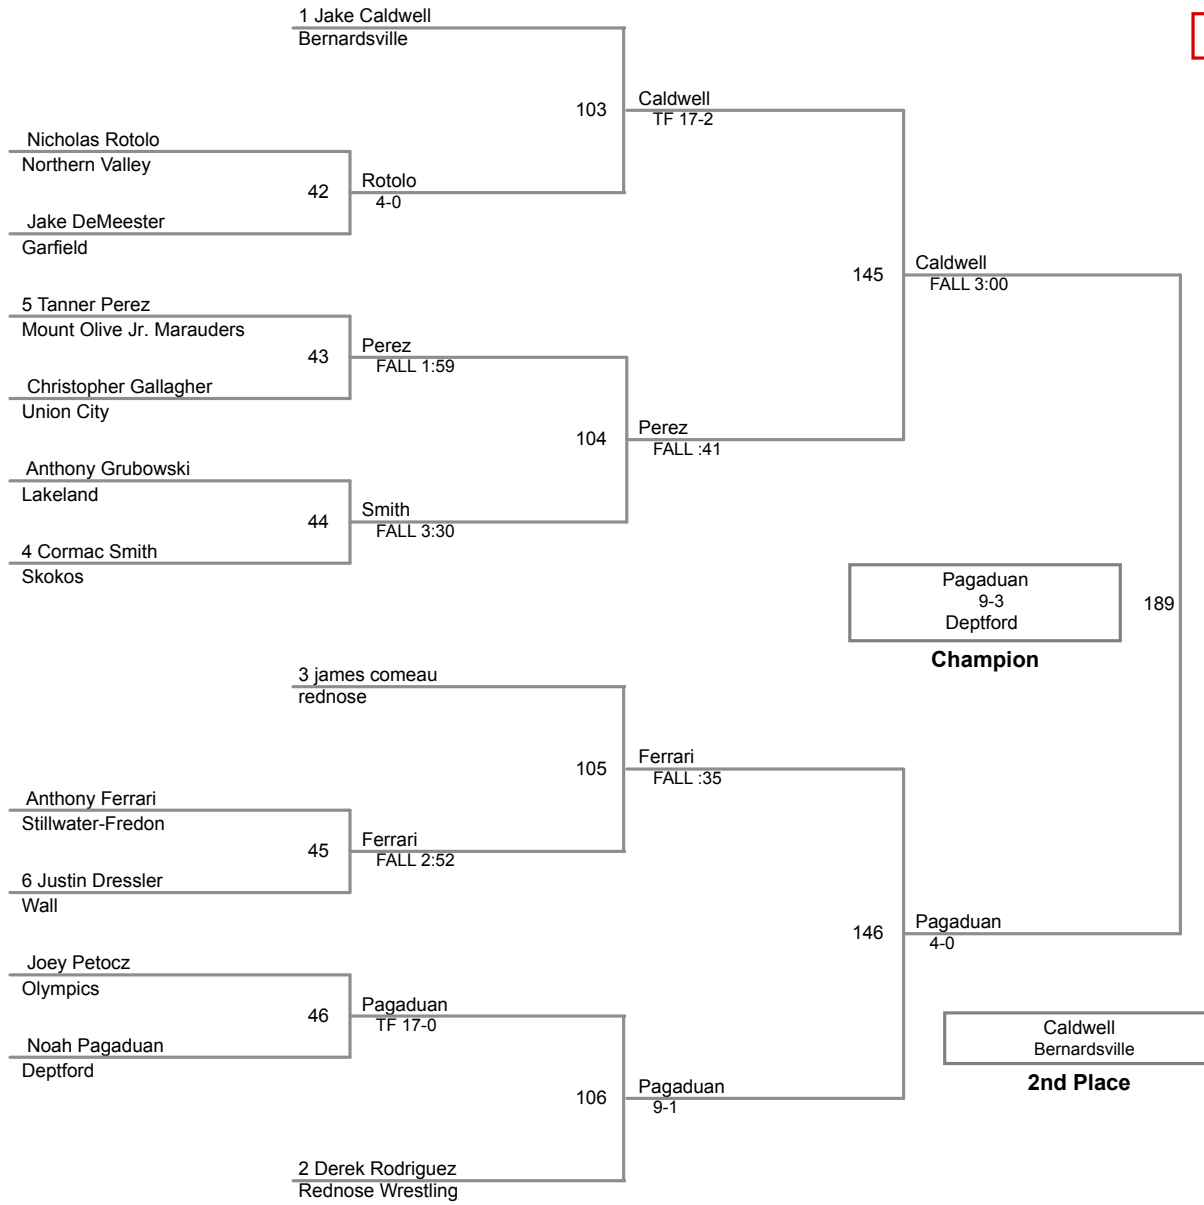 1 Jake Caldwell
Bernardsville
103
Caldwell
TF 17-2
Nicholas Rotolo
Northern Valley
42
Rotolo
4-0
Jake DeMeester
Garfield
145
Caldwell
FALL 3:00
5 Tanner Perez
Mount Olive Jr. Marauders
43
Perez
FALL 1:59
Christopher Gallagher
Union City
104
Perez
FALL :41
Anthony Grubowski
Lakeland
44
Smith
FALL 3:30
4 Cormac Smith
Skokos
Pagaduan
9-3
Deptford
189
Champion
3 james comeau
rednose
105
Ferrari
FALL :35
Anthony Ferrari
Stillwater-Fredon
45
Ferrari
FALL 2:52
6 Justin Dressler
Wall
146
Pagaduan
4-0
Joey Petocz
Olympics
46
Pagaduan
TF 17-0
Noah Pagaduan
Deptford
Caldwell
Bernardsville
2nd Place
106
Pagaduan
9-1
2 Derek Rodriguez
Rednose Wrestling